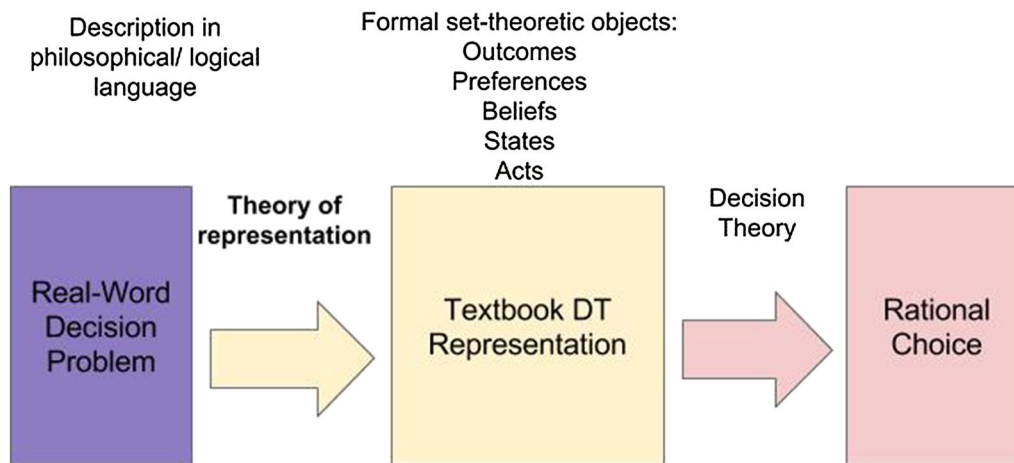 Description in
philosophical/ logical
language
Formal set-theoretic objects:
Outcomes
Preferences
Beliefs
States
Acts
Real-Word
Decision
Problem
Theory of
representation
Textbook DT
Representation
Decision
Theory
Rational
Choice